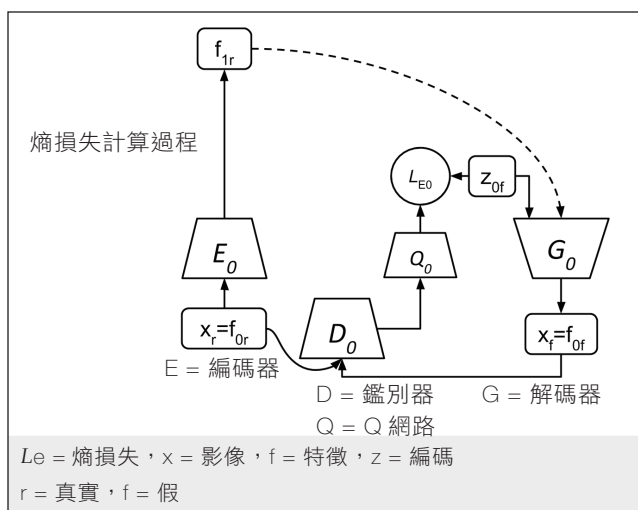 f1r
熵損失計算過程
LE0
z0f
E0
Q0
G0
xr=f0r
D0
xf=f0f
E = 編碼器
D = 鑑別器
G = 解碼器
Q = Q 網路
Le = 熵損失，x = 影像，f = 特徵，z = 編碼
r = 真實，f = 假